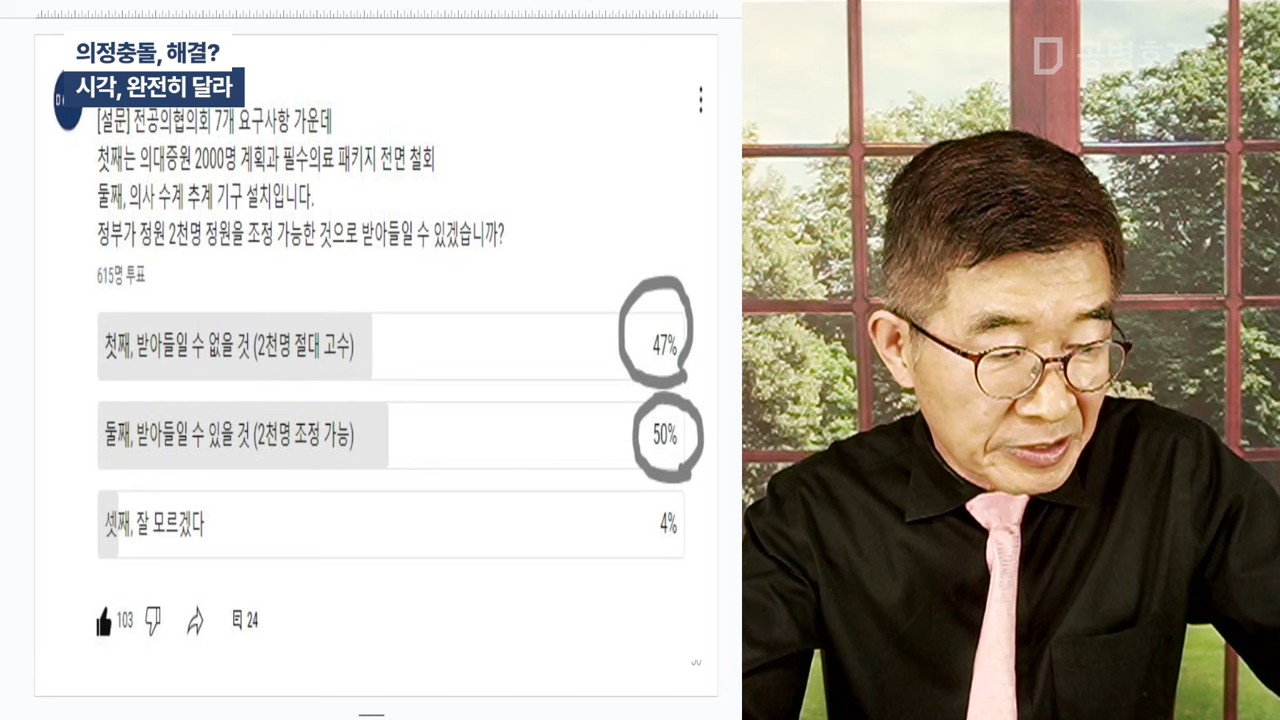 의정충돌, 해결?
시각, 완전히 달라
[설문] 전공의협의회 7개 요구사항 가운데
첫째는 의대증원 2000명 계획과 필수의료 패키지 전면 철회
둘째, 의사 수계 추계 기구 설치입니다.
정부가 정원 2천명 정원을 조정 가능한 것으로 받아들일 수 있겠습니까?
615명 투표
첫째, 받아들일 수 없을 것 (2천명 절대 고수) 47%
둘째, 받아들일 수 있을 것 (2천명 조정 가능) 50%
셋째, 잘 모르겠다 4%
103 24